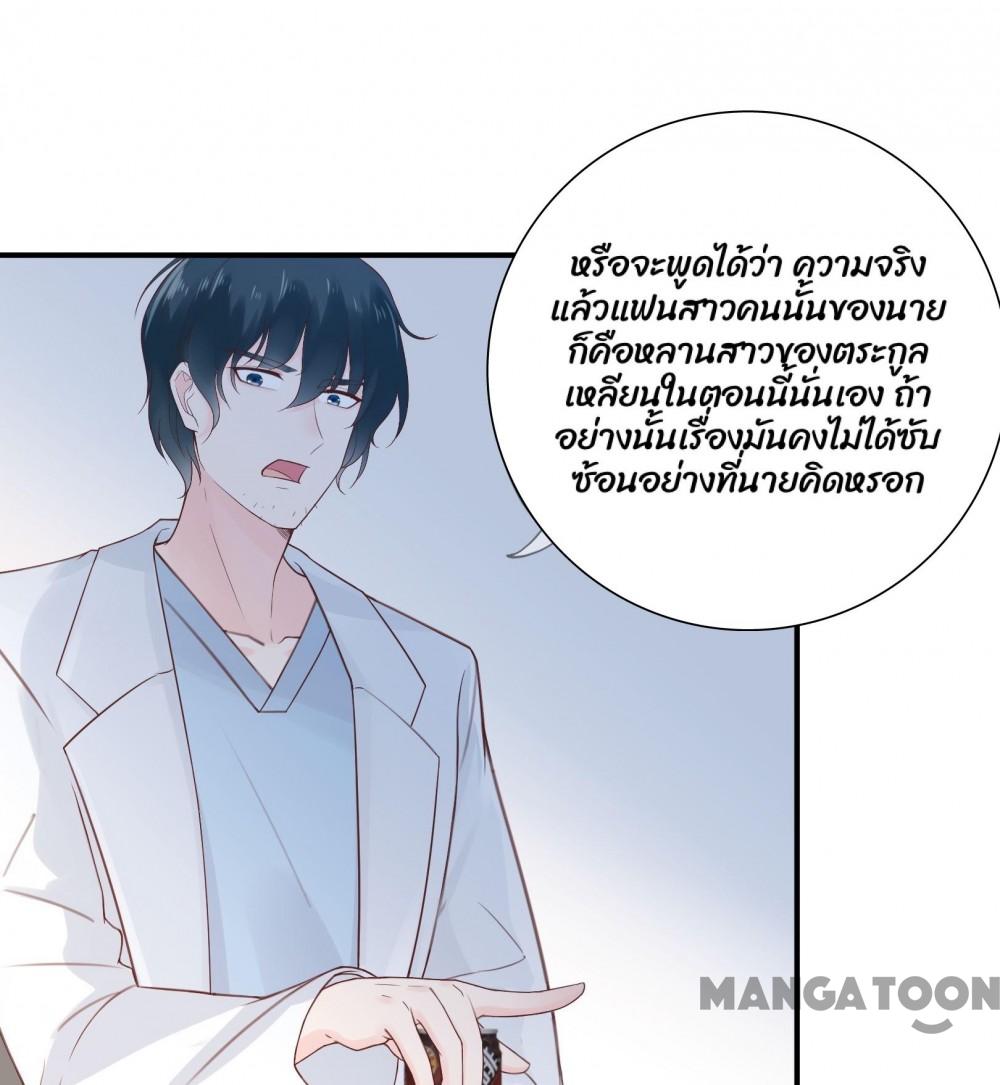 หรือจะพูดได้ว่า ความจริง
แล้วแฟนสาวคนนั้นของนาย
ก็คือหลานสาวของตระกูล
เหลียนในตอนนี้นั่นเอง ถ้า
อย่างนั้นเรื่องมันคงไม่ได้ซับ
ซ้อนอย่างที่นายคิดหรอก
MANGATOON